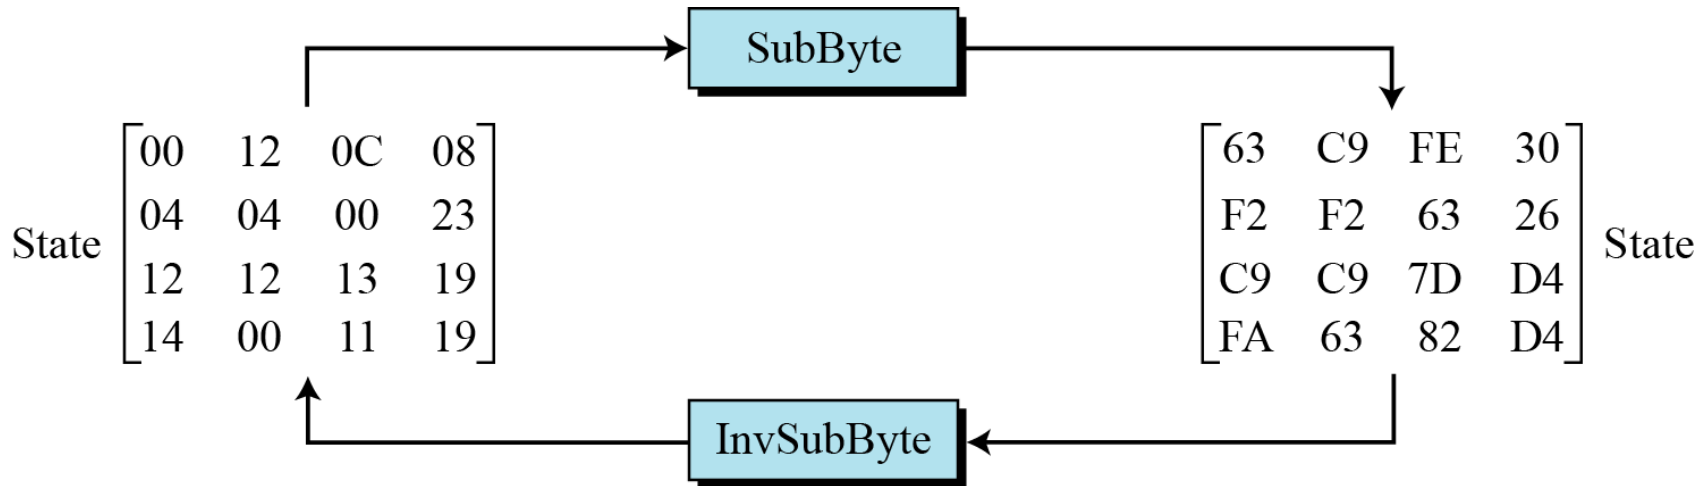 SubByte
00 12 0C 08 63 C9 FE 30
04 04 00 23 F2 F2 63 26
State State
12 12 13 19 C9 C9 7D D4
14 00 11 19 FA 63 82 D4
InvSubByte